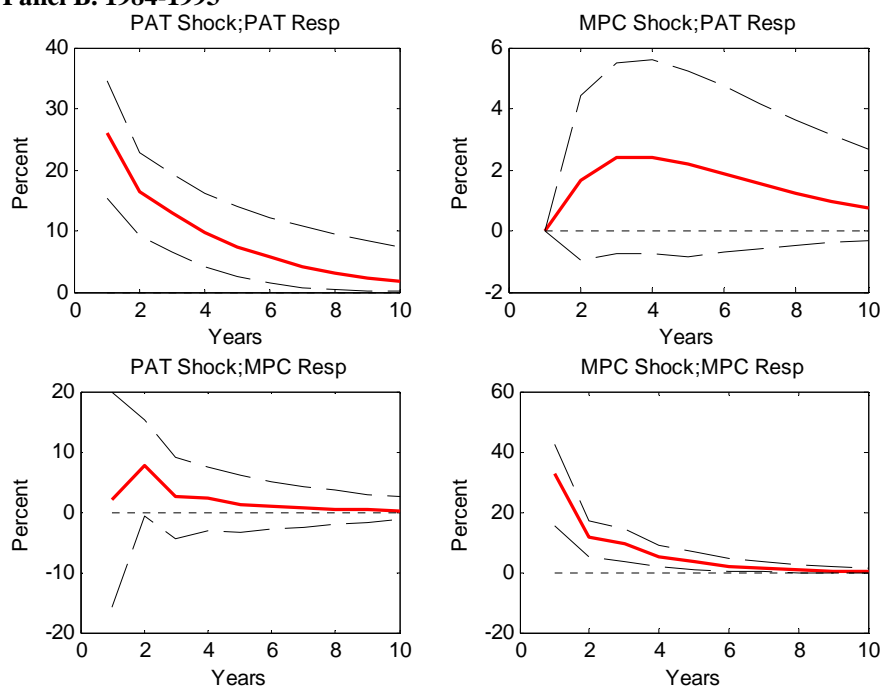 Panel B:
PAT Shock;PAT Resp
40
30
20
10
0
Percent
0 2 4 6 8 10
Years
MPC Shock;PAT Resp
6
4
2
0
-2
Percent
0 2 4 6 8 10
Years
PAT Shock;MPC Resp
20
10
0
-10
-20
Percent
0 2 4 6 8 10
Years
MPC Shock;MPC Resp
60
40
20
0
-20
Percent
0 2 4 6 8 10
Years